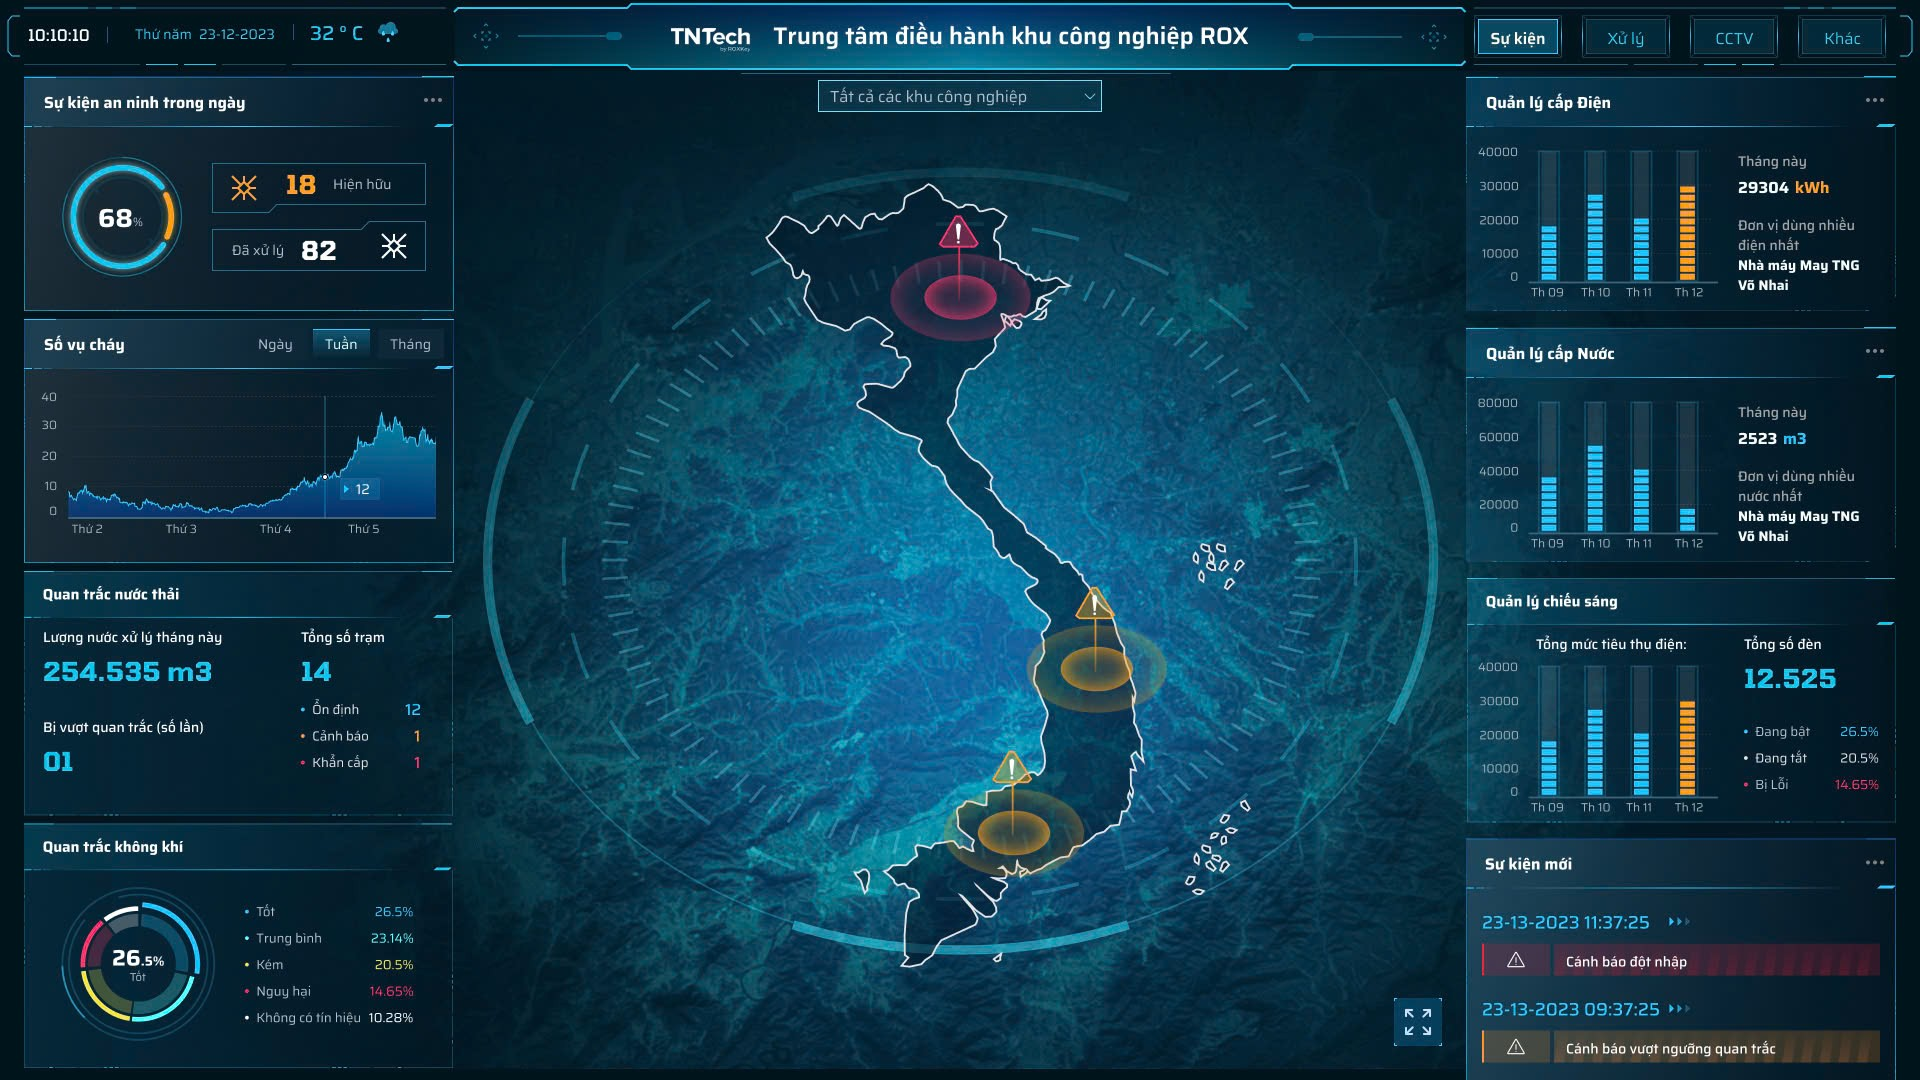 10:10:10
Thứ năm 23-12-2023
32 ° C
TNTech
by ROXKey
Trung tâm điều hành khu công nghiệp ROX
Sự kiện
Xử lý
CCTV
Khác
Tất cả các khu công nghiệp
Sự kiện an ninh trong ngày
68%
18 Hiện hữu
Đã xử lý 82
Số vụ cháy
Ngày
Tuần
Tháng
40
30
20
10
0
12
Thứ 2
Thứ 3
Thứ 4
Thứ 5
Quan trắc nước thải
Lượng nước xử lý tháng này
254.535 m3
Bị vượt quan trắc (số lần)
01
Tổng số trạm
14
• Ổn định 12
• Cảnh báo 1
• Khẩn cấp 1
Quan trắc không khí
26.5%
Tốt
• Tốt 26.5%
• Trung bình 23.14%
• Kém 20.5%
• Nguy hại 14.65%
• Không có tín hiệu 10.28%
Quản lý cấp Điện
40000
30000
20000
10000
0
Th 09
Th 10
Th 11
Th 12
Tháng này
29304 kWh
Đơn vị dùng nhiều
điện nhất
Nhà máy May TNG
Võ Nhai
Quản lý cấp Nước
80000
60000
40000
20000
0
Th 09
Th 10
Th 11
Th 12
Tháng này
2523 m3
Đơn vị dùng nhiều
nước nhất
Nhà máy May TNG
Võ Nhai
Quản lý chiếu sáng
Tổng mức tiêu thụ điện:
40000
30000
20000
10000
0
Th 09
Th 10
Th 11
Th 12
Tổng số đèn
12.525
• Đang bật 26.5%
• Đang tắt 20.5%
• Bị Lỗi 14.65%
Sự kiện mới
23-13-2023 11:37:25
Cánh báo đột nhập
23-13-2023 09:37:25
Cánh báo vượt ngưỡng quan trắc